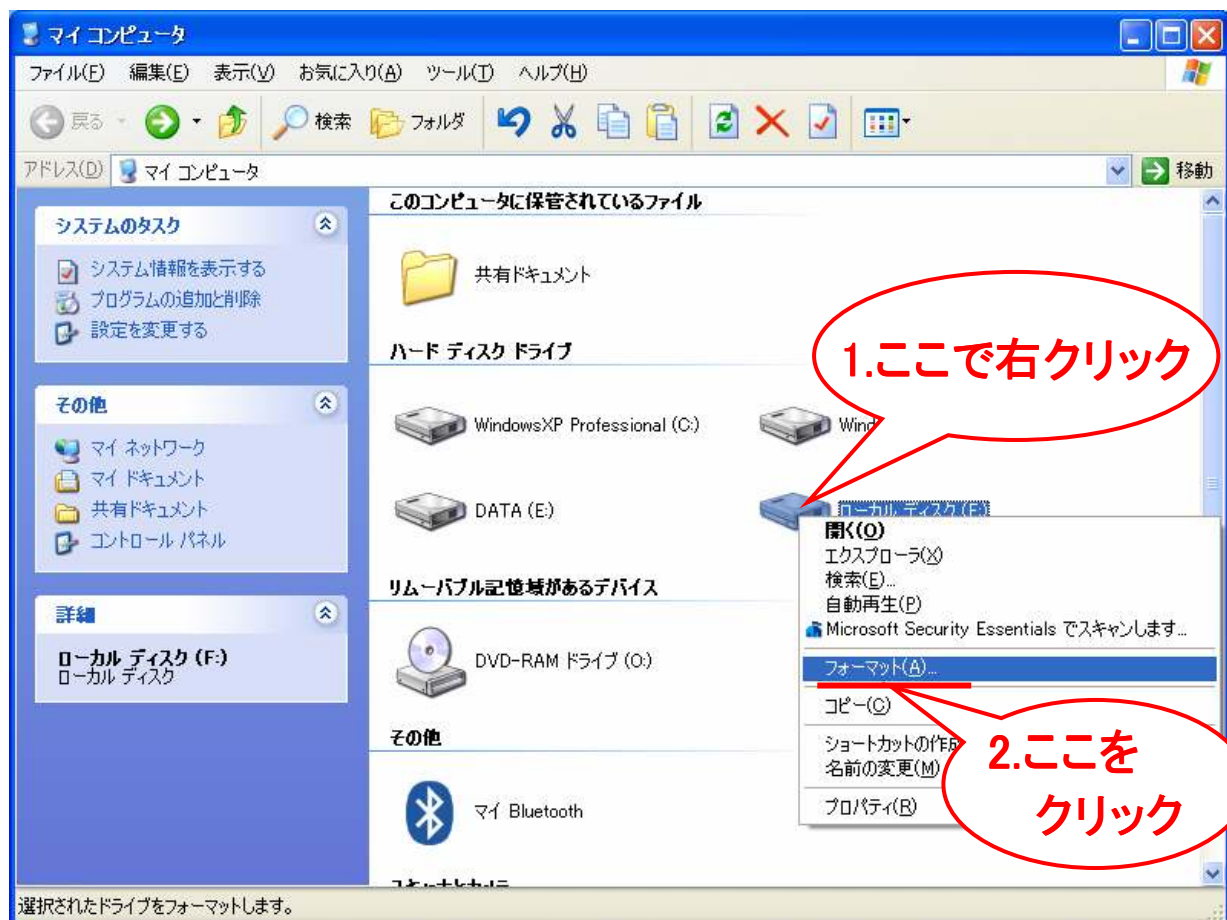 マイ コンピュータ
ファイル(F) 編集(E) 表示(V) お気に入り(A) ツール(T) ヘルプ(H)
戻る 検索 フォルダ
アドレス(D) マイ コンピュータ 移動
システムのタスク
システム情報を表示する
プログラムの追加と削除
設定を変更する
その他
マイ ネットワーク
マイ ドキュメント
共有ドキュメント
コントロール パネル
詳細
ローカル ディスク (F:)
ローカル ディスク
このコンピュータに保管されているファイル
共有ドキュメント
ハード ディスク ドライブ
WindowsXP Professional (C:)
DATA (E:)
ローカル ディスク (F:)
1.ここで右クリック
開く(O)
エクスプローラ(X)
検索(E)...
自動再生(P)
Microsoft Security Essentials でスキャンします...
フォーマット(A)...
コピー(C)
ショートカットの作成
名前の変更(M)
プロパティ(R)
2.ここを
クリック
リムーバブル記憶域があるデバイス
DVD-RAM ドライブ (O:)
その他
マイ Bluetooth
選択されたドライブをフォーマットします。